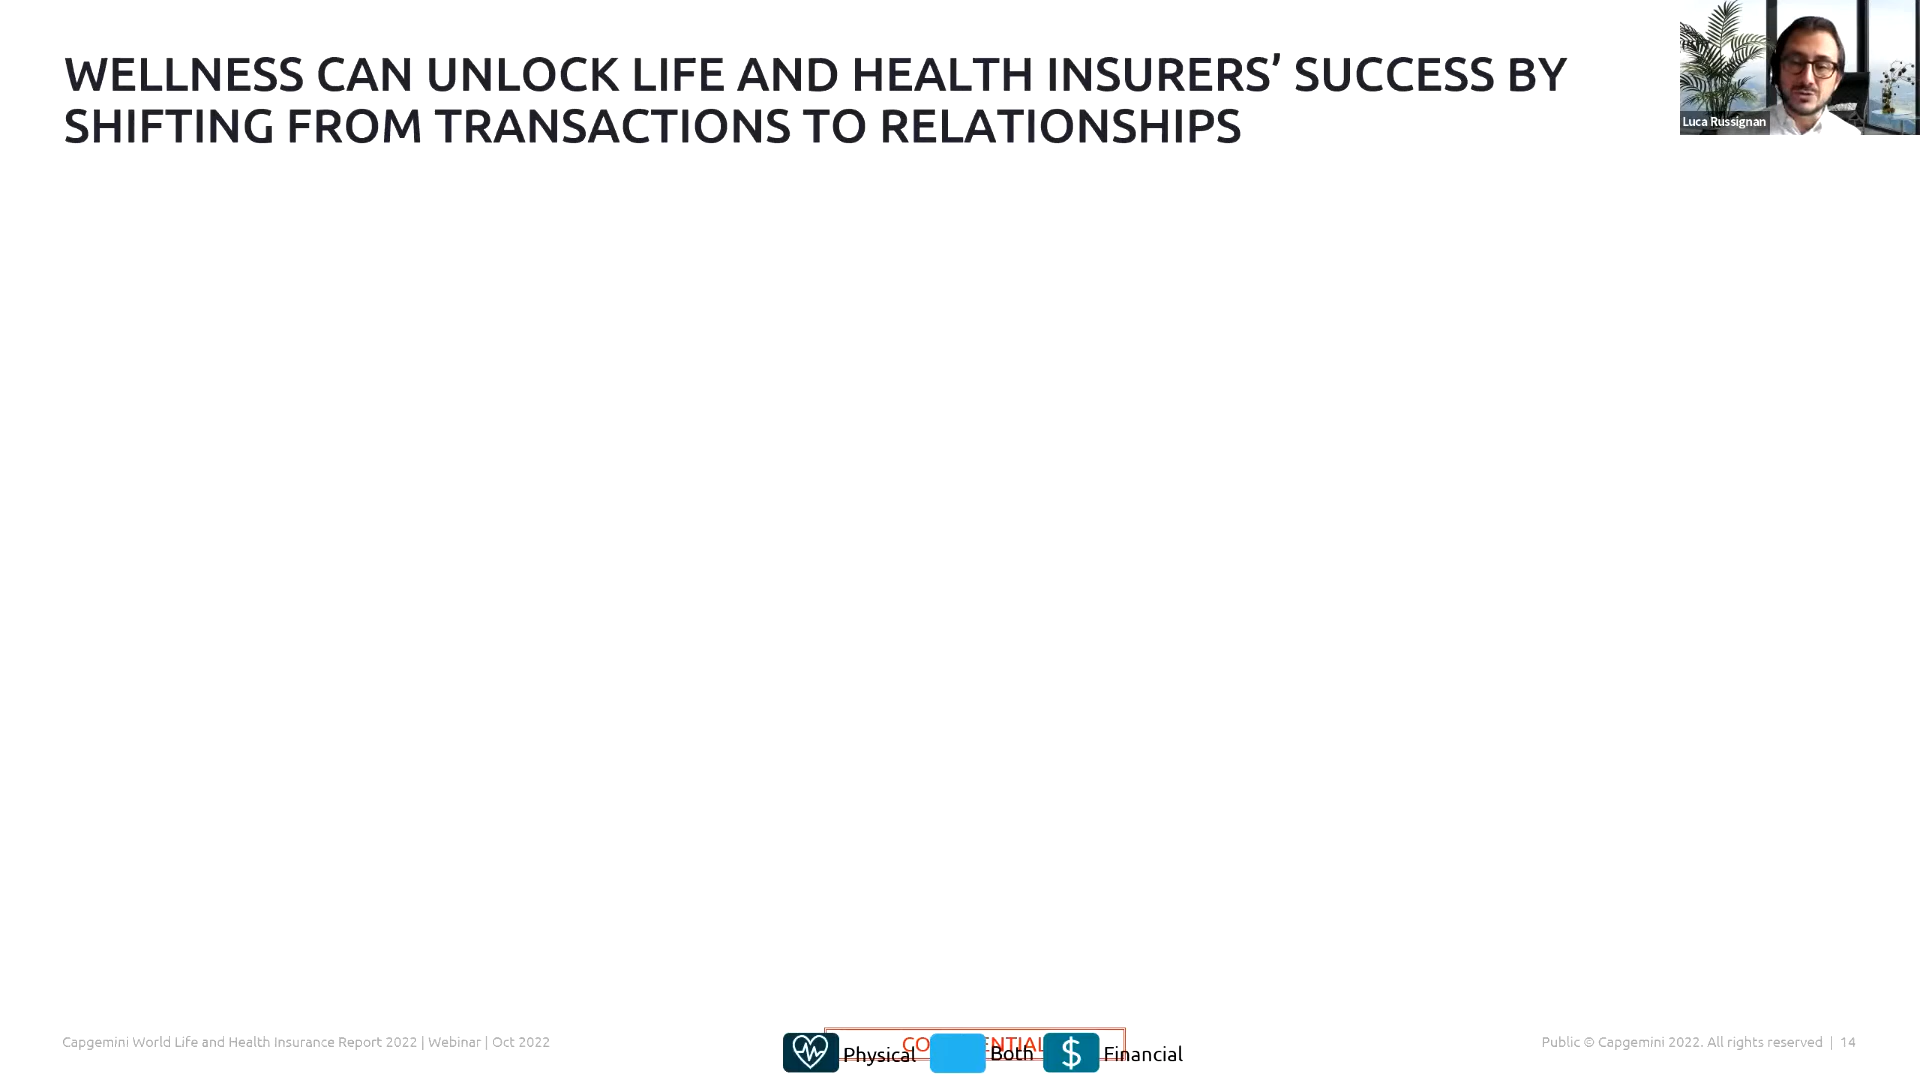 WELLNESS CAN UNLOCK LIFE AND HEALTH INSURERS’ SUCCESS BY
SHIFTING FROM TRANSACTIONS TO RELATIONSHIPS
Luca Russignan
Capgemini World Life and Health Insurance Report 2022 | Webinar | Oct 2022
Physical
Both
$
Financial
Public © Capgemini 2022. All rights reserved | 14